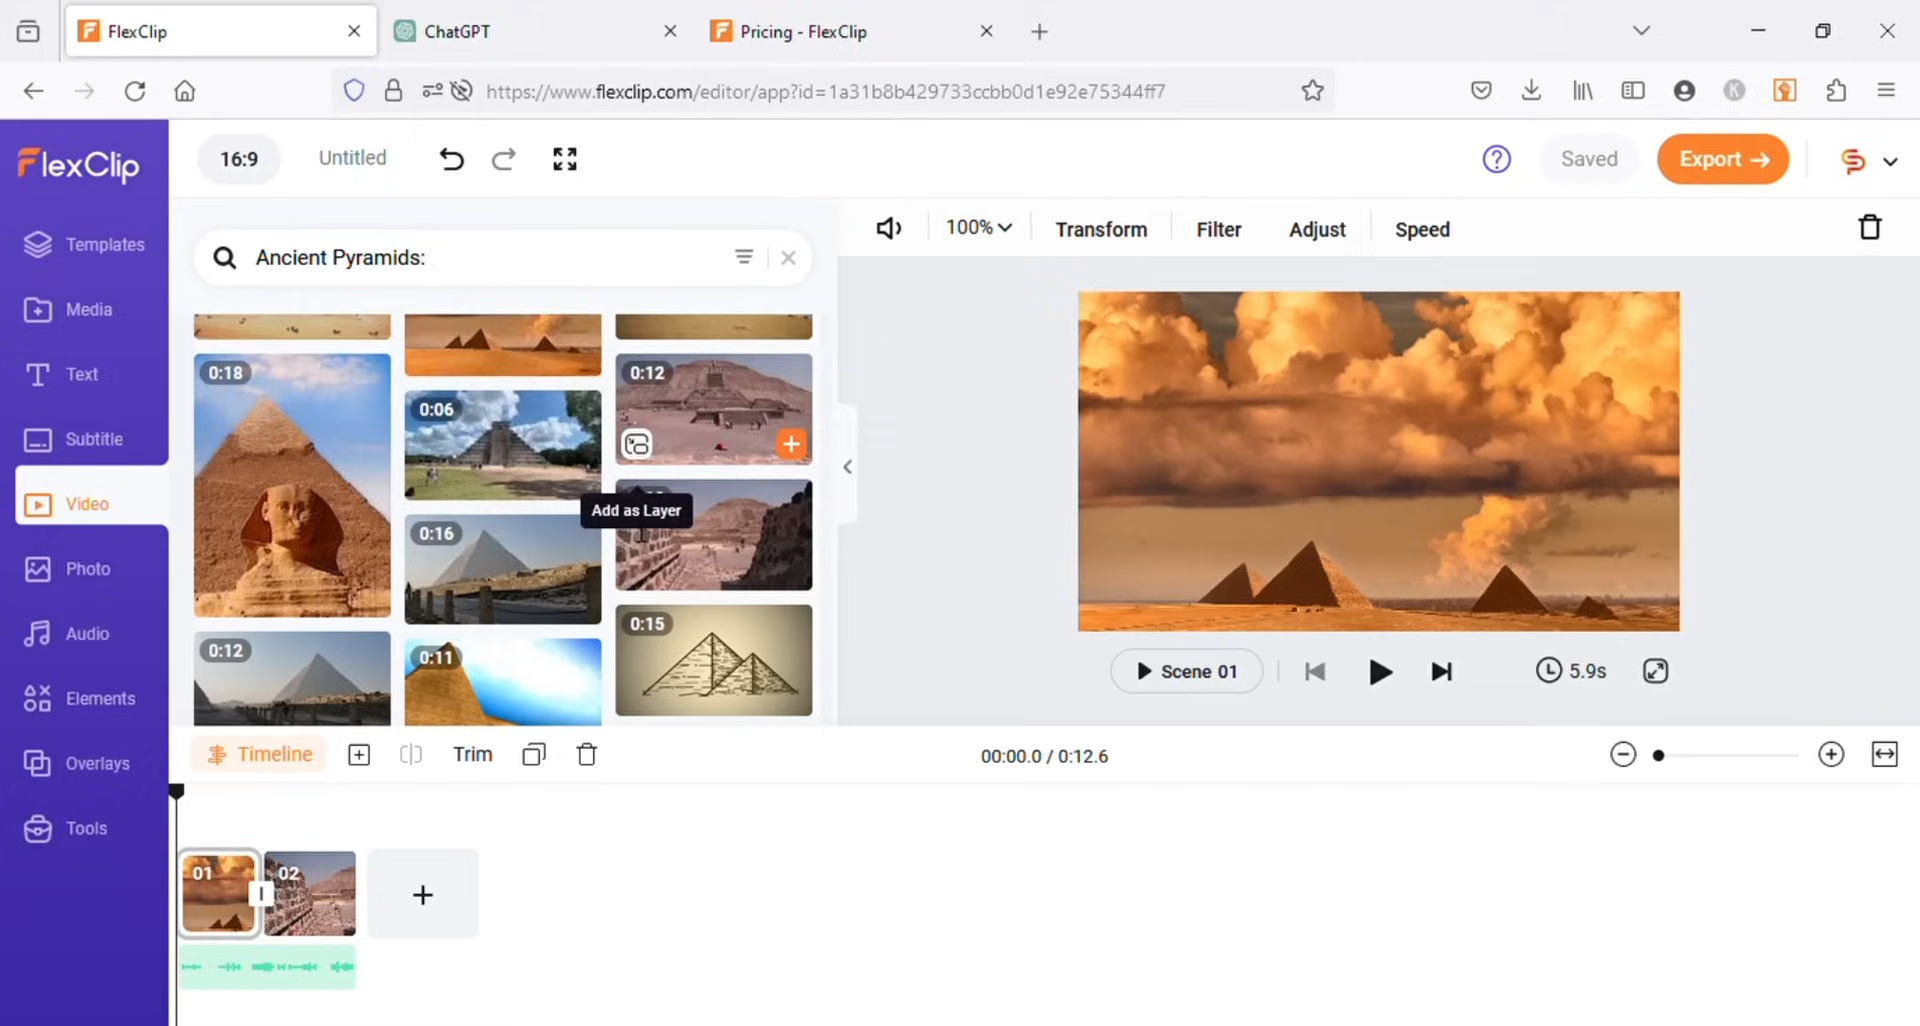 FlexClip
ChatGPT
Pricing - FlexClip
https://www.flexclip.com/editor/app?id=1a31b8b429733ccbb0d1e92e75344ff7
FlexClip
16:9
Untitled
Saved
Export →
Templates
Media
Text
Subtitle
Video
Photo
Audio
Elements
Overlays
Tools
Ancient Pyramids:
100%
Transform
Filter
Adjust
Speed
0:18
0:06
0:12
Add as Layer
0:16
0:15
0:12
0:11
Scene 01
5.9s
Timeline
Trim
00:00.0 / 0:12.6
01
02